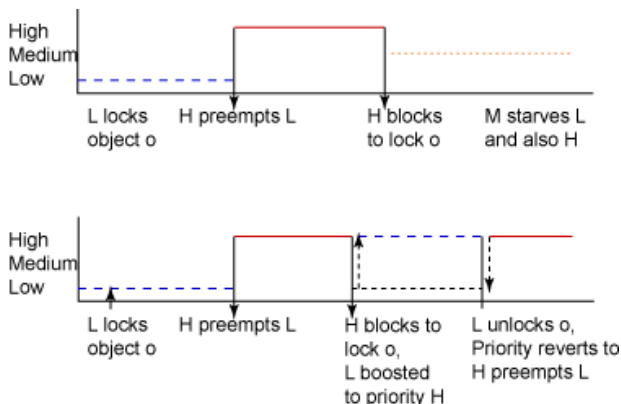 High
Medium
Low
L locks
object o
H preempts L
H blocks
to lock o
M starves L
and also H
High
Medium
Low
L locks
object o
H preempts L
H blocks to
lock o,
L boosted
to priority H
L unlocks o,
Priority reverts to
H preempts L